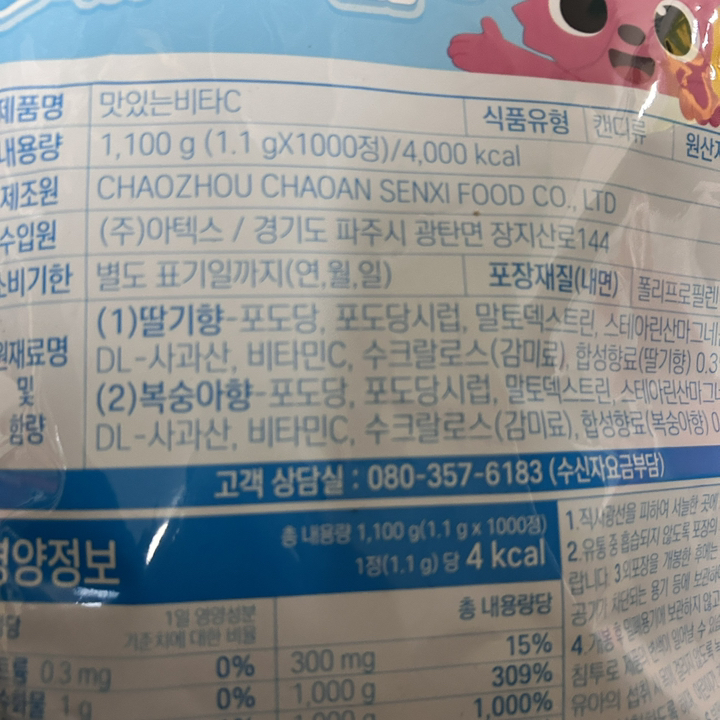 제품명 맛있는비타C 식품유형 캔디류
내용량 1,100 g (1.1 gX1000정)/4,000 kcal
제조원 CHAOZHOU CHAOAN SENXI FOOD CO., LTD
수입원 (주)아텍스 / 경기도 파주시 광탄면 장지산로144
소비기한 별도 표기일까지(연,월,일) 포장재질(내면) 폴리프로필렌
(1)딸기향-포도당, 포도당시럽, 말토덱스트린, 스테아린산마그네
원재료명 DL-사과산, 비타민C, 수크랄로스(감미료), 합성향료(딸기향) 0.3
및 (2)복숭아향-포도당, 포도당시럽, 말토덱스트린, 스테아린산마그
함량 DL-사과산, 비타민C, 수크랄로스(감미료), 합성향료(복숭아향) 0
고객 상담실 : 080-357-6183 (수신자요금부담)
영양정보
총 내용량 1,100 g(1.1 g x 1000정)
1정(1.1 g) 당 4 kcal
1일 영양성분
기준치에 대한 비율
총 내용량당
0.3 mg 0% 300 mg 15%
1 g 0% 1,000 g 309%
1,000%
1.직사광선을 피하여 서늘한 곳에
2.유통 중 흡습되지 않도록 포장의
랍니다. 3.외포장을 개봉한 후에는